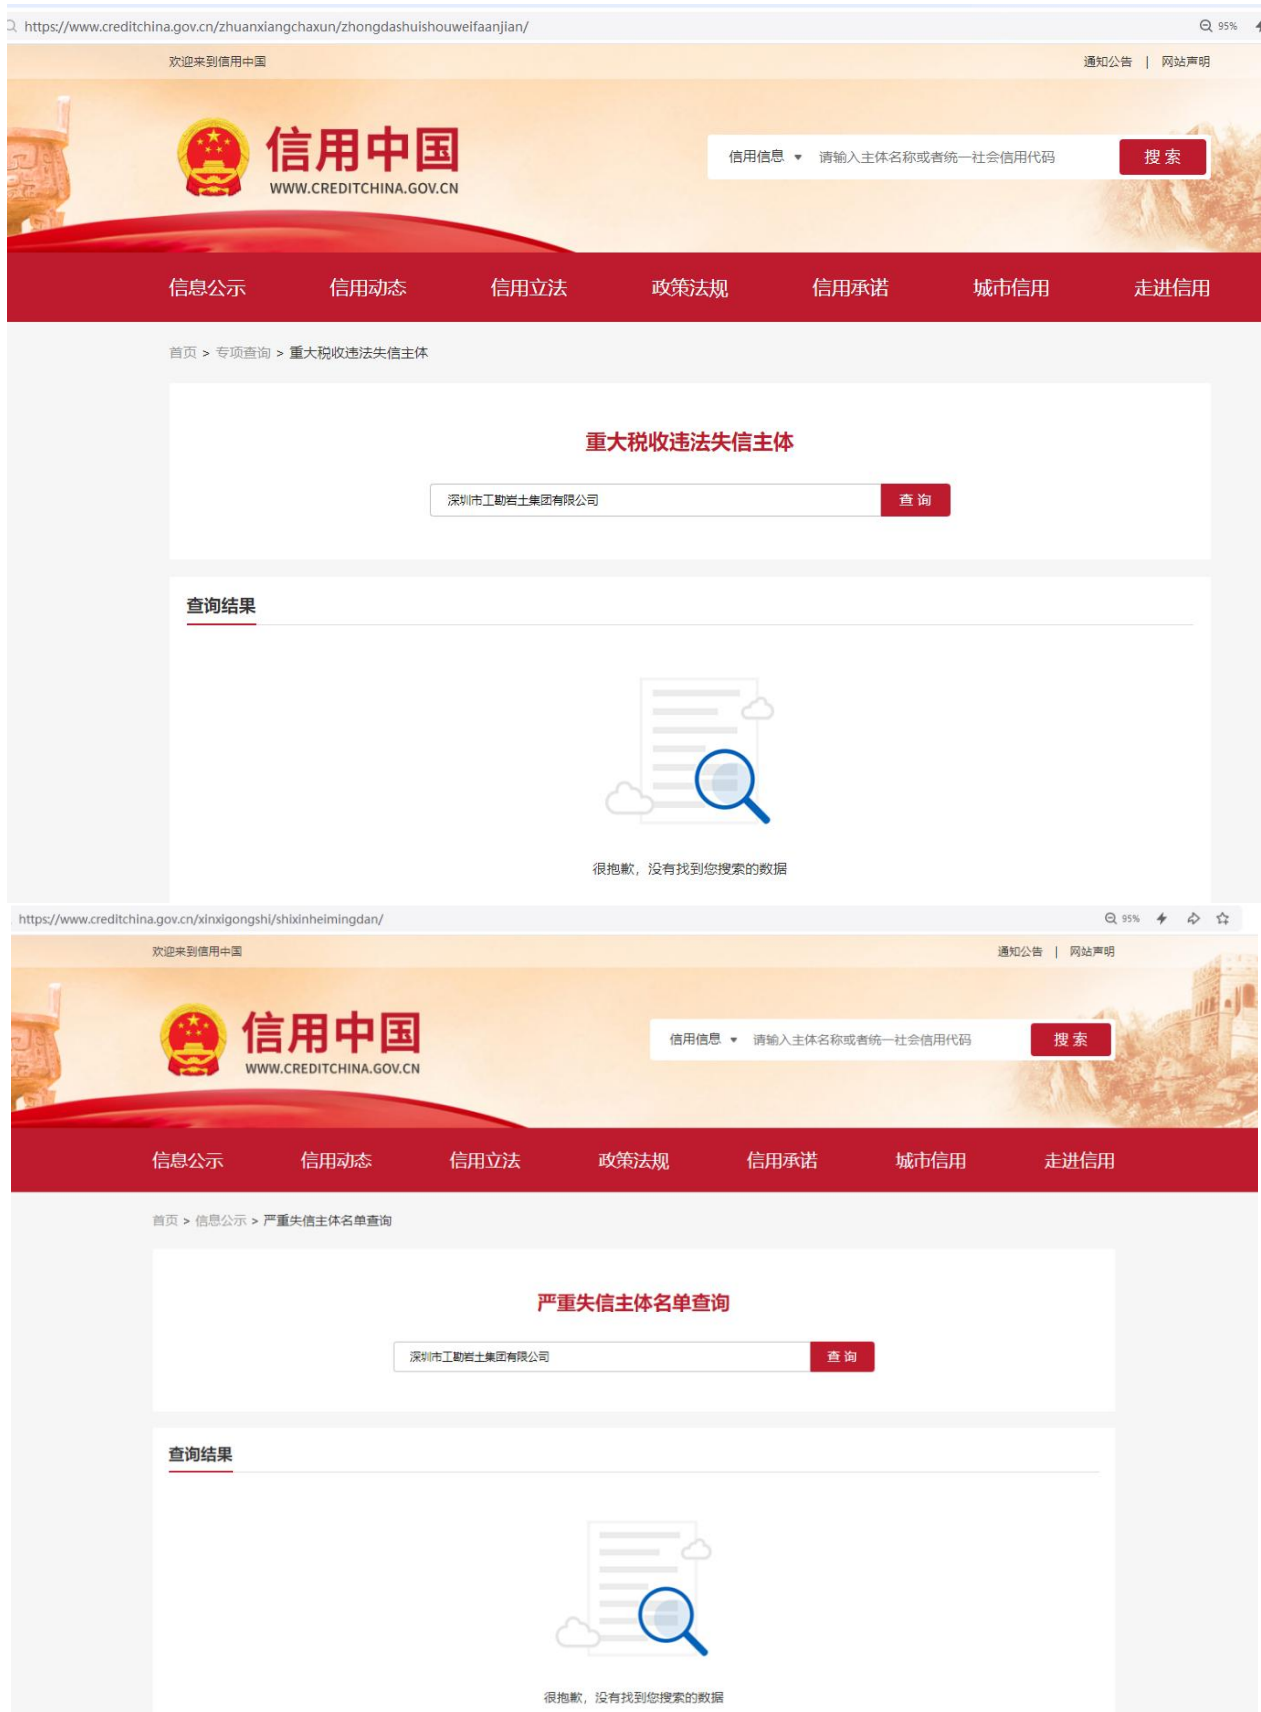 https://www.creditchina.gov.cn/zhuanxiangchaxun/zhongdashuishouweifaanjian/ 95%
欢迎来到信用中国 通知公告 | 网站声明
信用中国
WWW.CREDITCHINA.GOV.CN
信用信息 请输入主体名称或者统一社会信用代码 搜索
信息公示 信用动态 信用立法 政策法规 信用承诺 城市信用 走进信用
首页 > 专项查询 > 重大税收违法失信主体
重大税收违法失信主体
深圳市工勘岩土集团有限公司 查询
查询结果
很抱歉，没有找到您搜索的数据
https://www.creditchina.gov.cn/xinxigongshi/shixinheimingdan/ 95%
欢迎来到信用中国 通知公告 | 网站声明
信用中国
WWW.CREDITCHINA.GOV.CN
信用信息 请输入主体名称或者统一社会信用代码 搜索
信息公示 信用动态 信用立法 政策法规 信用承诺 城市信用 走进信用
首页 > 信息公示 > 严重失信主体名单查询
严重失信主体名单查询
深圳市工勘岩土集团有限公司 查询
查询结果
很抱歉，没有找到您搜索的数据